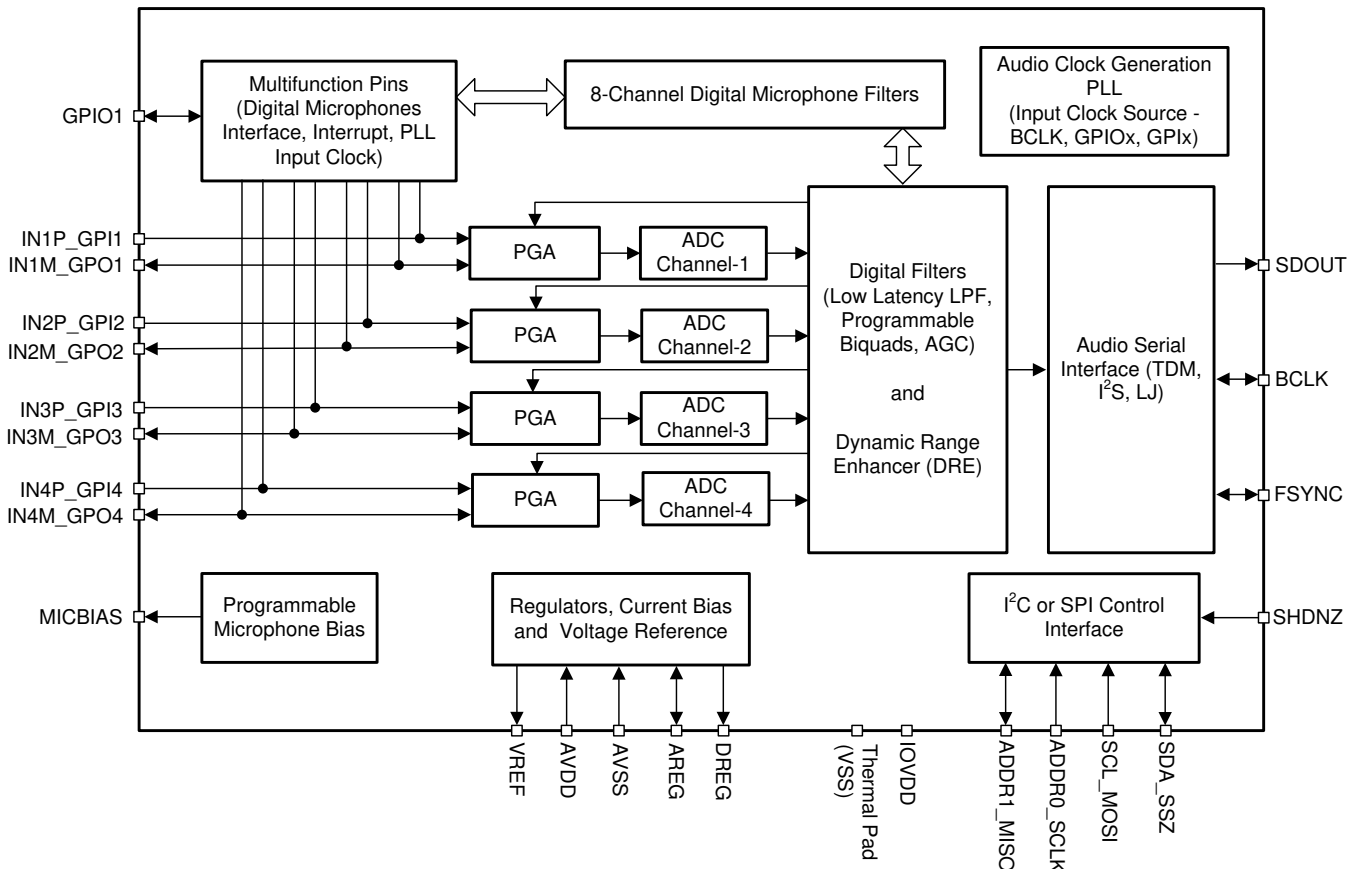 Multifunction Pins
(Digital Microphones
Interface, Interrupt, PLL
Input Clock)
8-Channel Digital Microphone Filters
Audio Clock Generation
PLL
(Input Clock Source -
BCLK, GPIOx, GPIx)
GPIO1
IN1P_GPI1
IN1M_GPO1
IN2P_GPI2
IN2M_GPO2
IN3P_GPI3
IN3M_GPO3
IN4P_GPI4
IN4M_GPO4
PGA
ADC
Channel-1
PGA
ADC
Channel-2
PGA
ADC
Channel-3
PGA
ADC
Channel-4
Digital Filters
(Low Latency LPF,
Programmable
Biquads, AGC)
and
Dynamic Range
Enhancer (DRE)
Audio Serial
Interface (TDM,
I²S, LJ)
SDOUT
BCLK
FSYNC
MICBIAS
Programmable
Microphone Bias
Regulators, Current Bias
and Voltage Reference
I²C or SPI Control
Interface
SHDNZ
VREF
AVDD
AVSS
AREG
DREG
Thermal Pad
(VSS)
IOVDD
ADDR1_MISO
ADDR0_SCLK
SCL_MOSI
SDA_SSZ